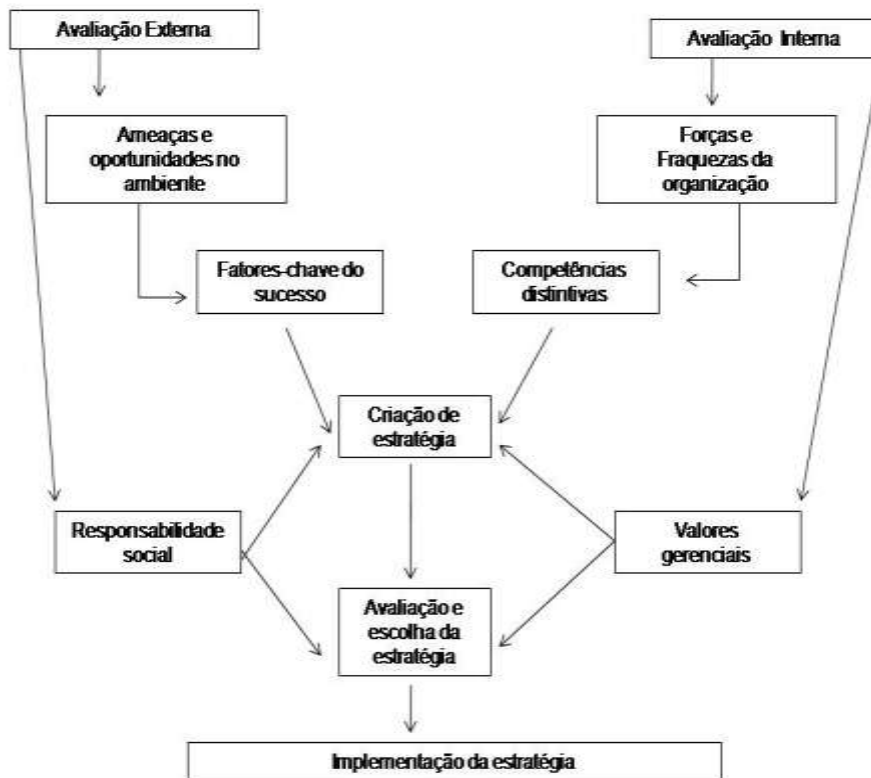 Avaliação Externa
Avaliação Interna
Ameaças e
oportunidades no
ambiente
Forças e
Fraquezas da
organização
Fatores-chave do
sucesso
Competências
distintivas
Criação de
estratégia
Responsabilidade
social
Valores
gerenciais
Avaliação e
escolha da
estratégia
Implementação da estratégia